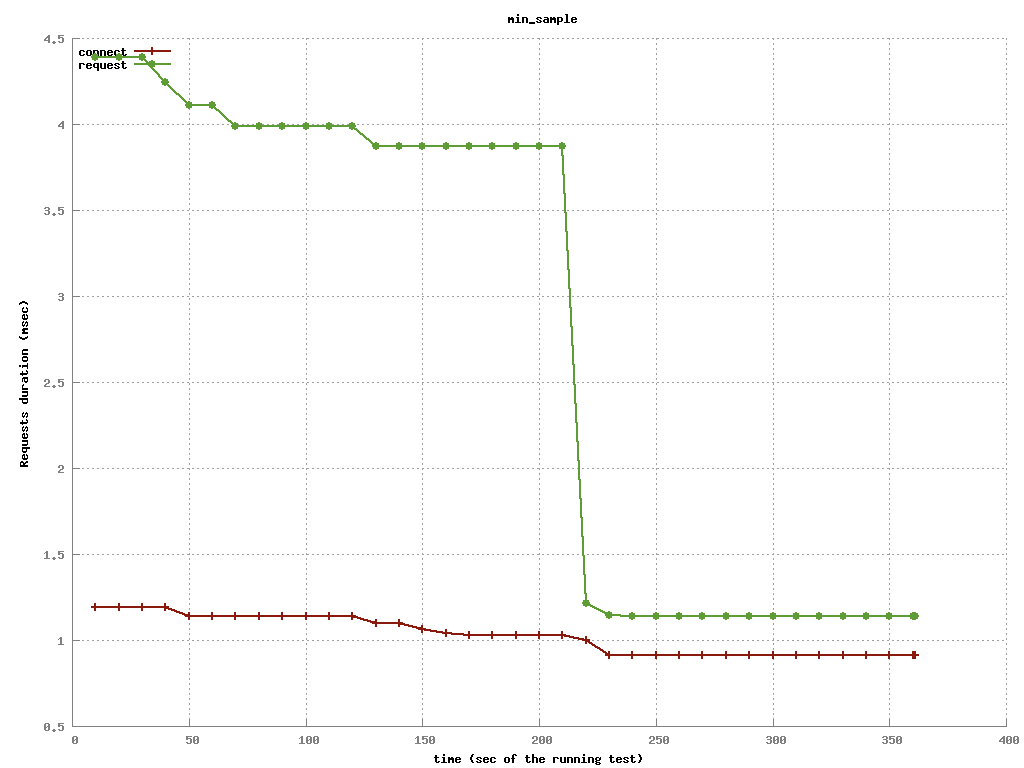 min_sample
connect
request
4.5
4
3.5
3
2.5
2
1.5
1
0.5
Requests duration (msec)
0 50 100 150 200 250 300 350 400
time (sec of the running test)